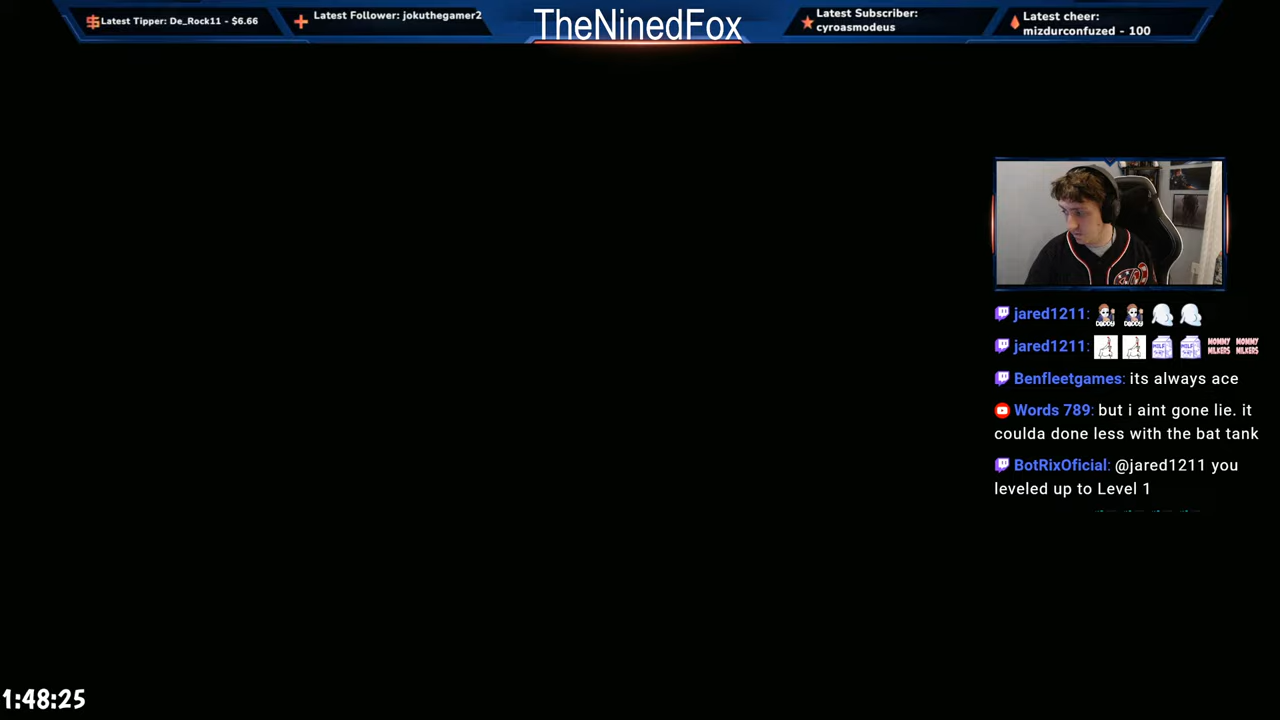 Latest Tipper: De_Rock11 - $6.66
Latest Follower: jokuthegamer2
TheNinedFox
Latest Subscriber:
cyroasmodeus
Latest cheer:
mizdurconfuzed - 100
jared1211:
jared1211:
Benfleetgames: its always ace
Words 789: but i aint gone lie. it
coulda done less with the bat tank
BotRixOficial: @jared1211 you
leveled up to Level 1
1:48:25